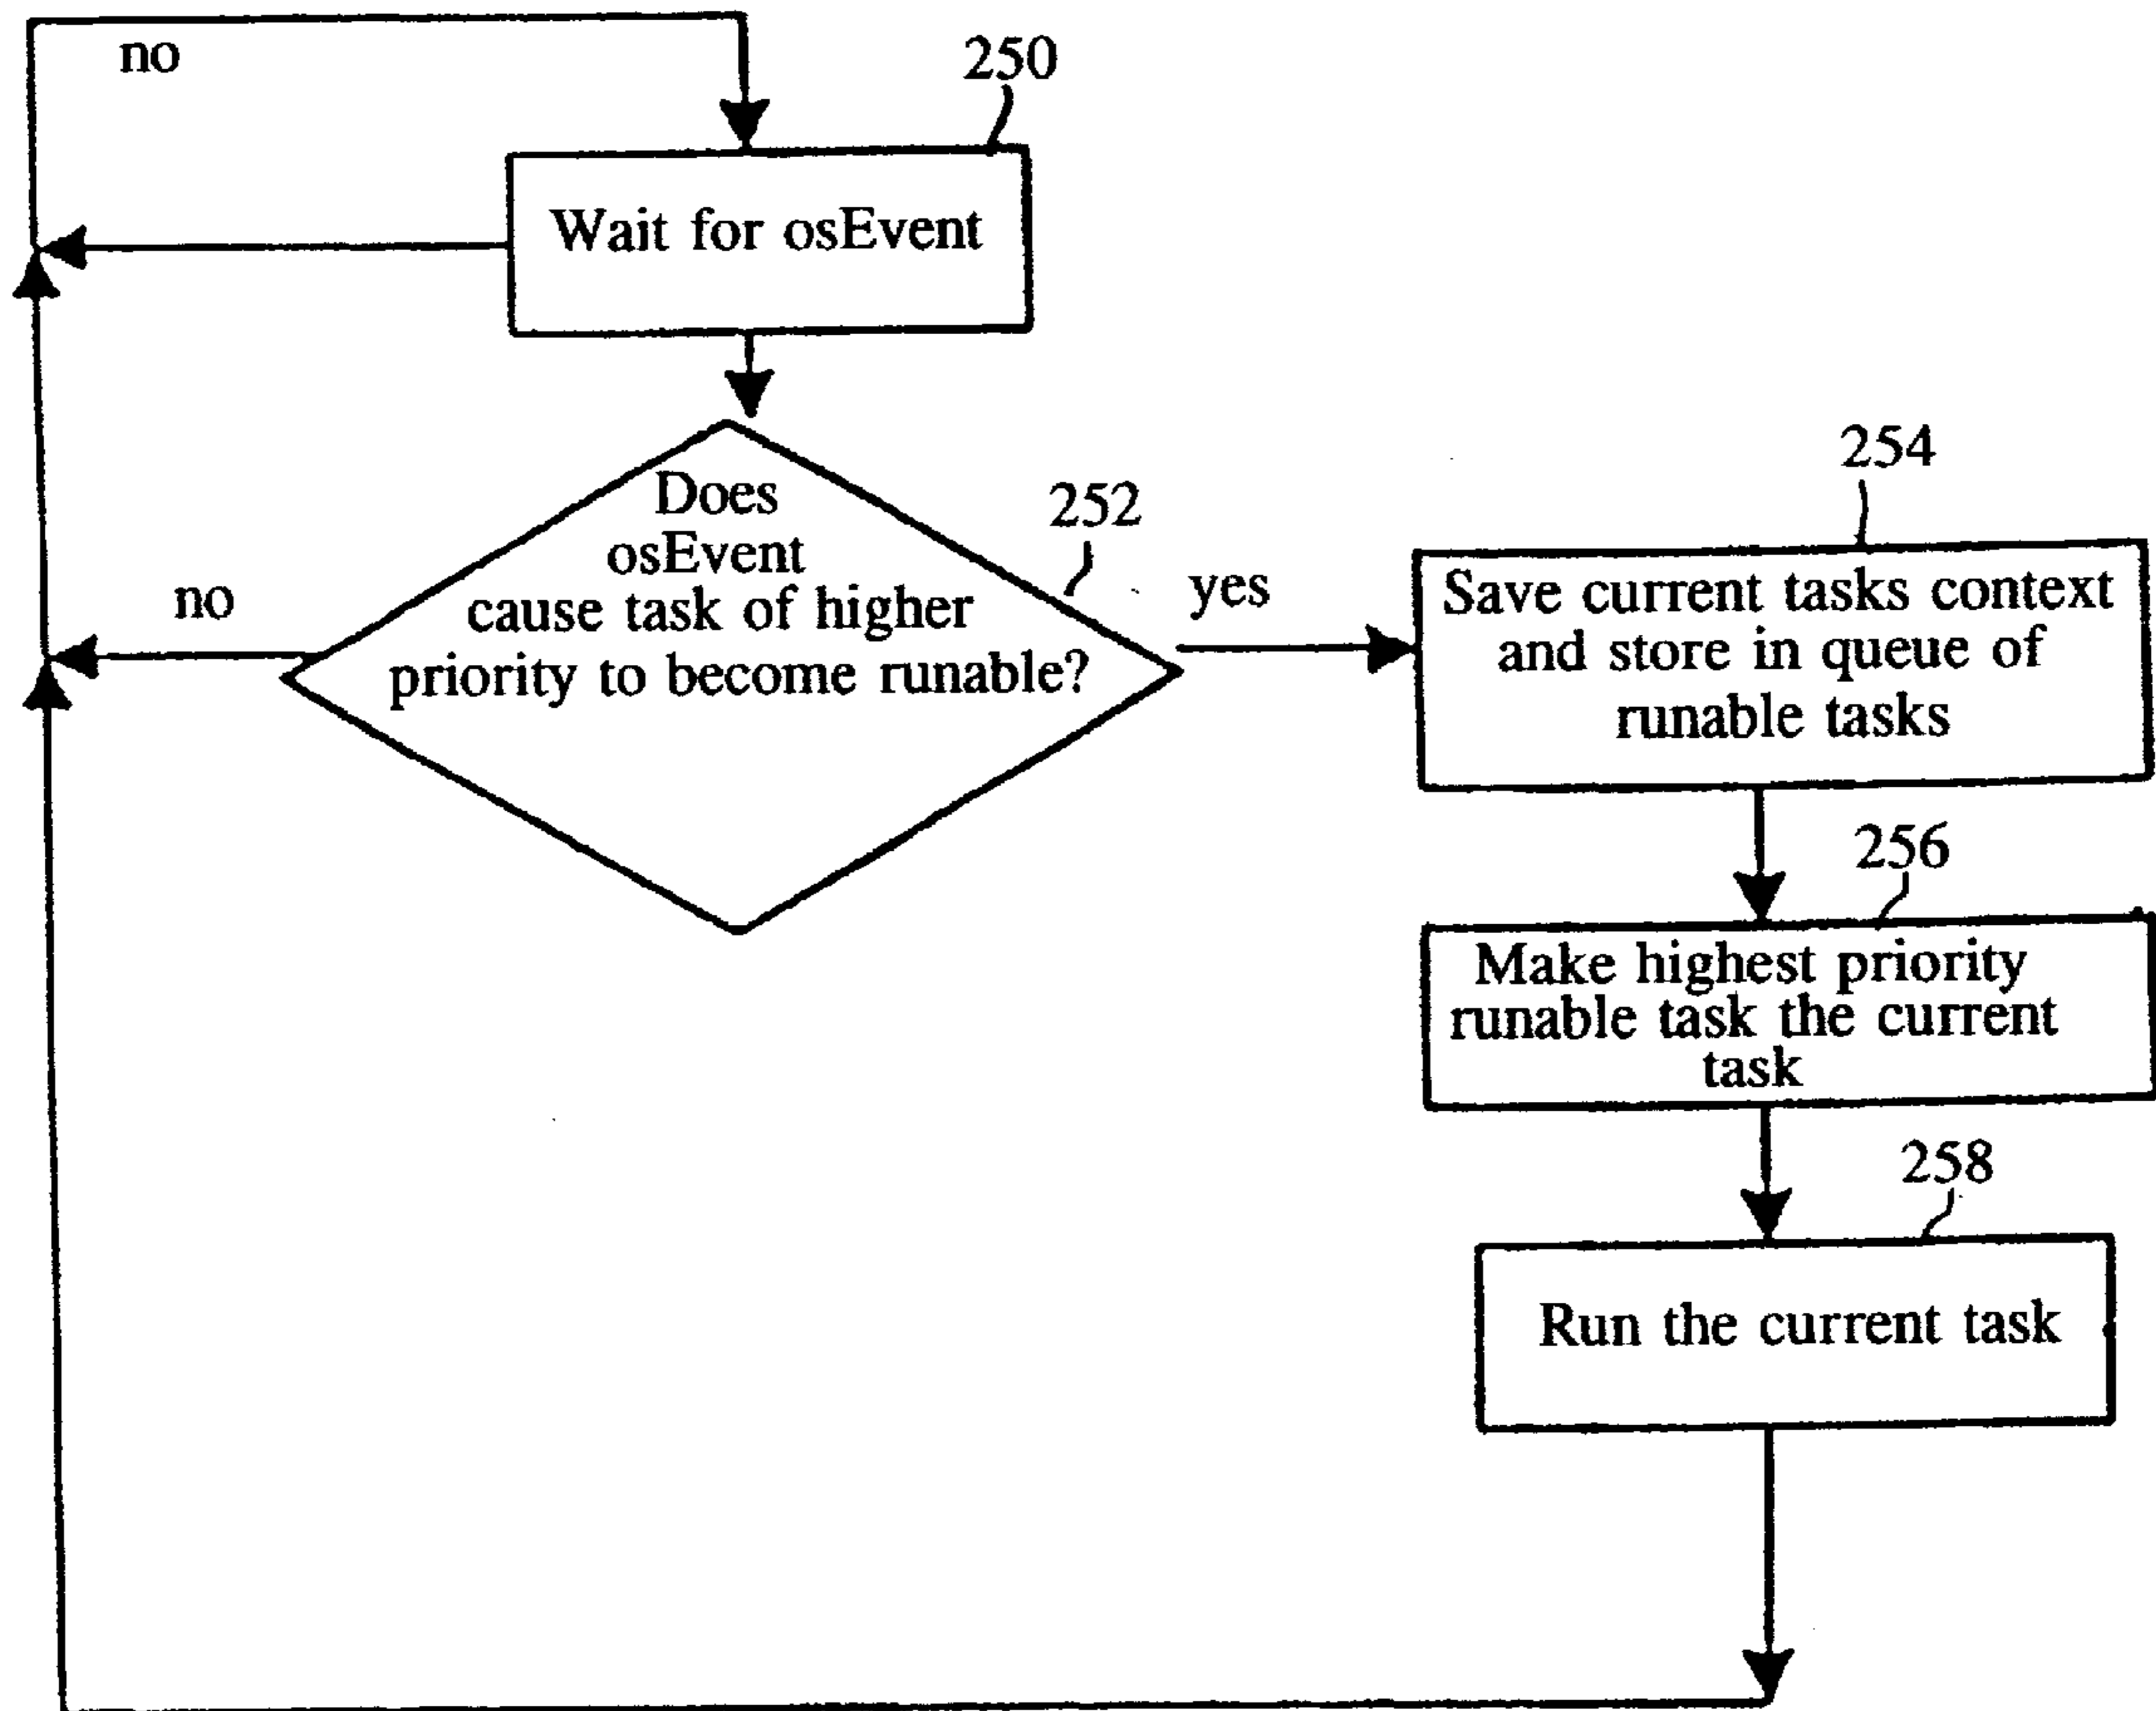 no
250
Wait for osEvent
Does
osEvent
cause task of higher
priority to become runable?
252
no
yes
254
Save current tasks context
and store in queue of
runable tasks
256
Make highest priority
runable task the current
task
258
Run the current task